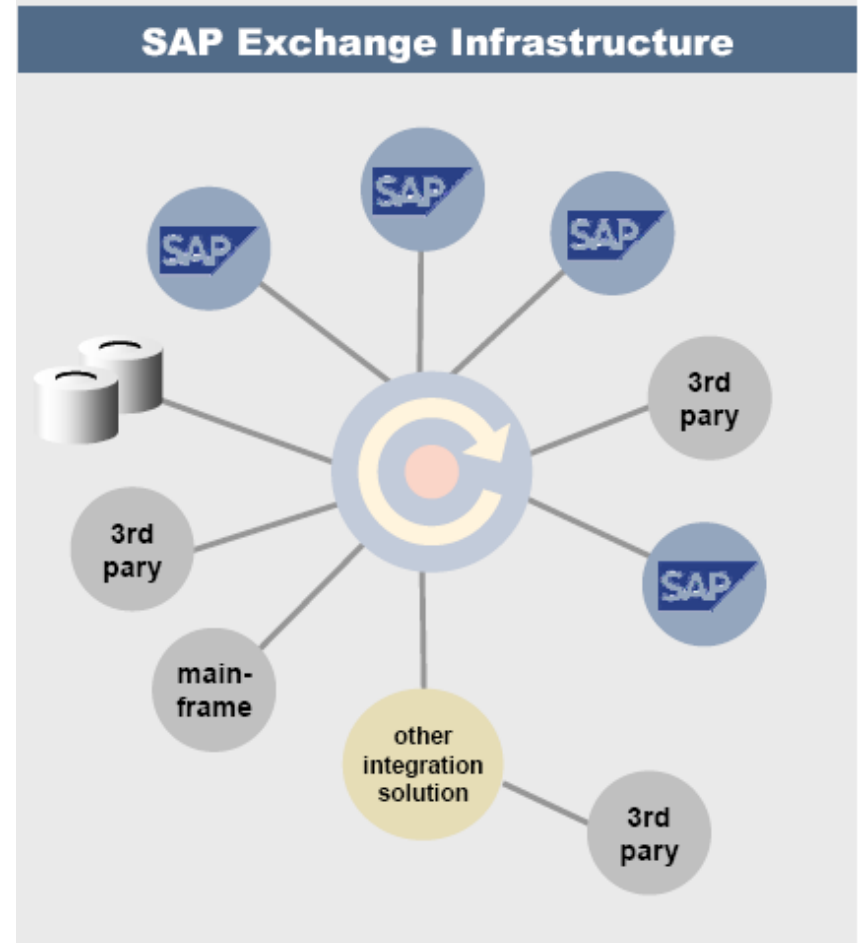 SAP Exchange Infrastructure
SAP
SAP
SAP
3rd
pary
3rd
pary
SAP
main-
frame
other
integration
solution
3rd
pary